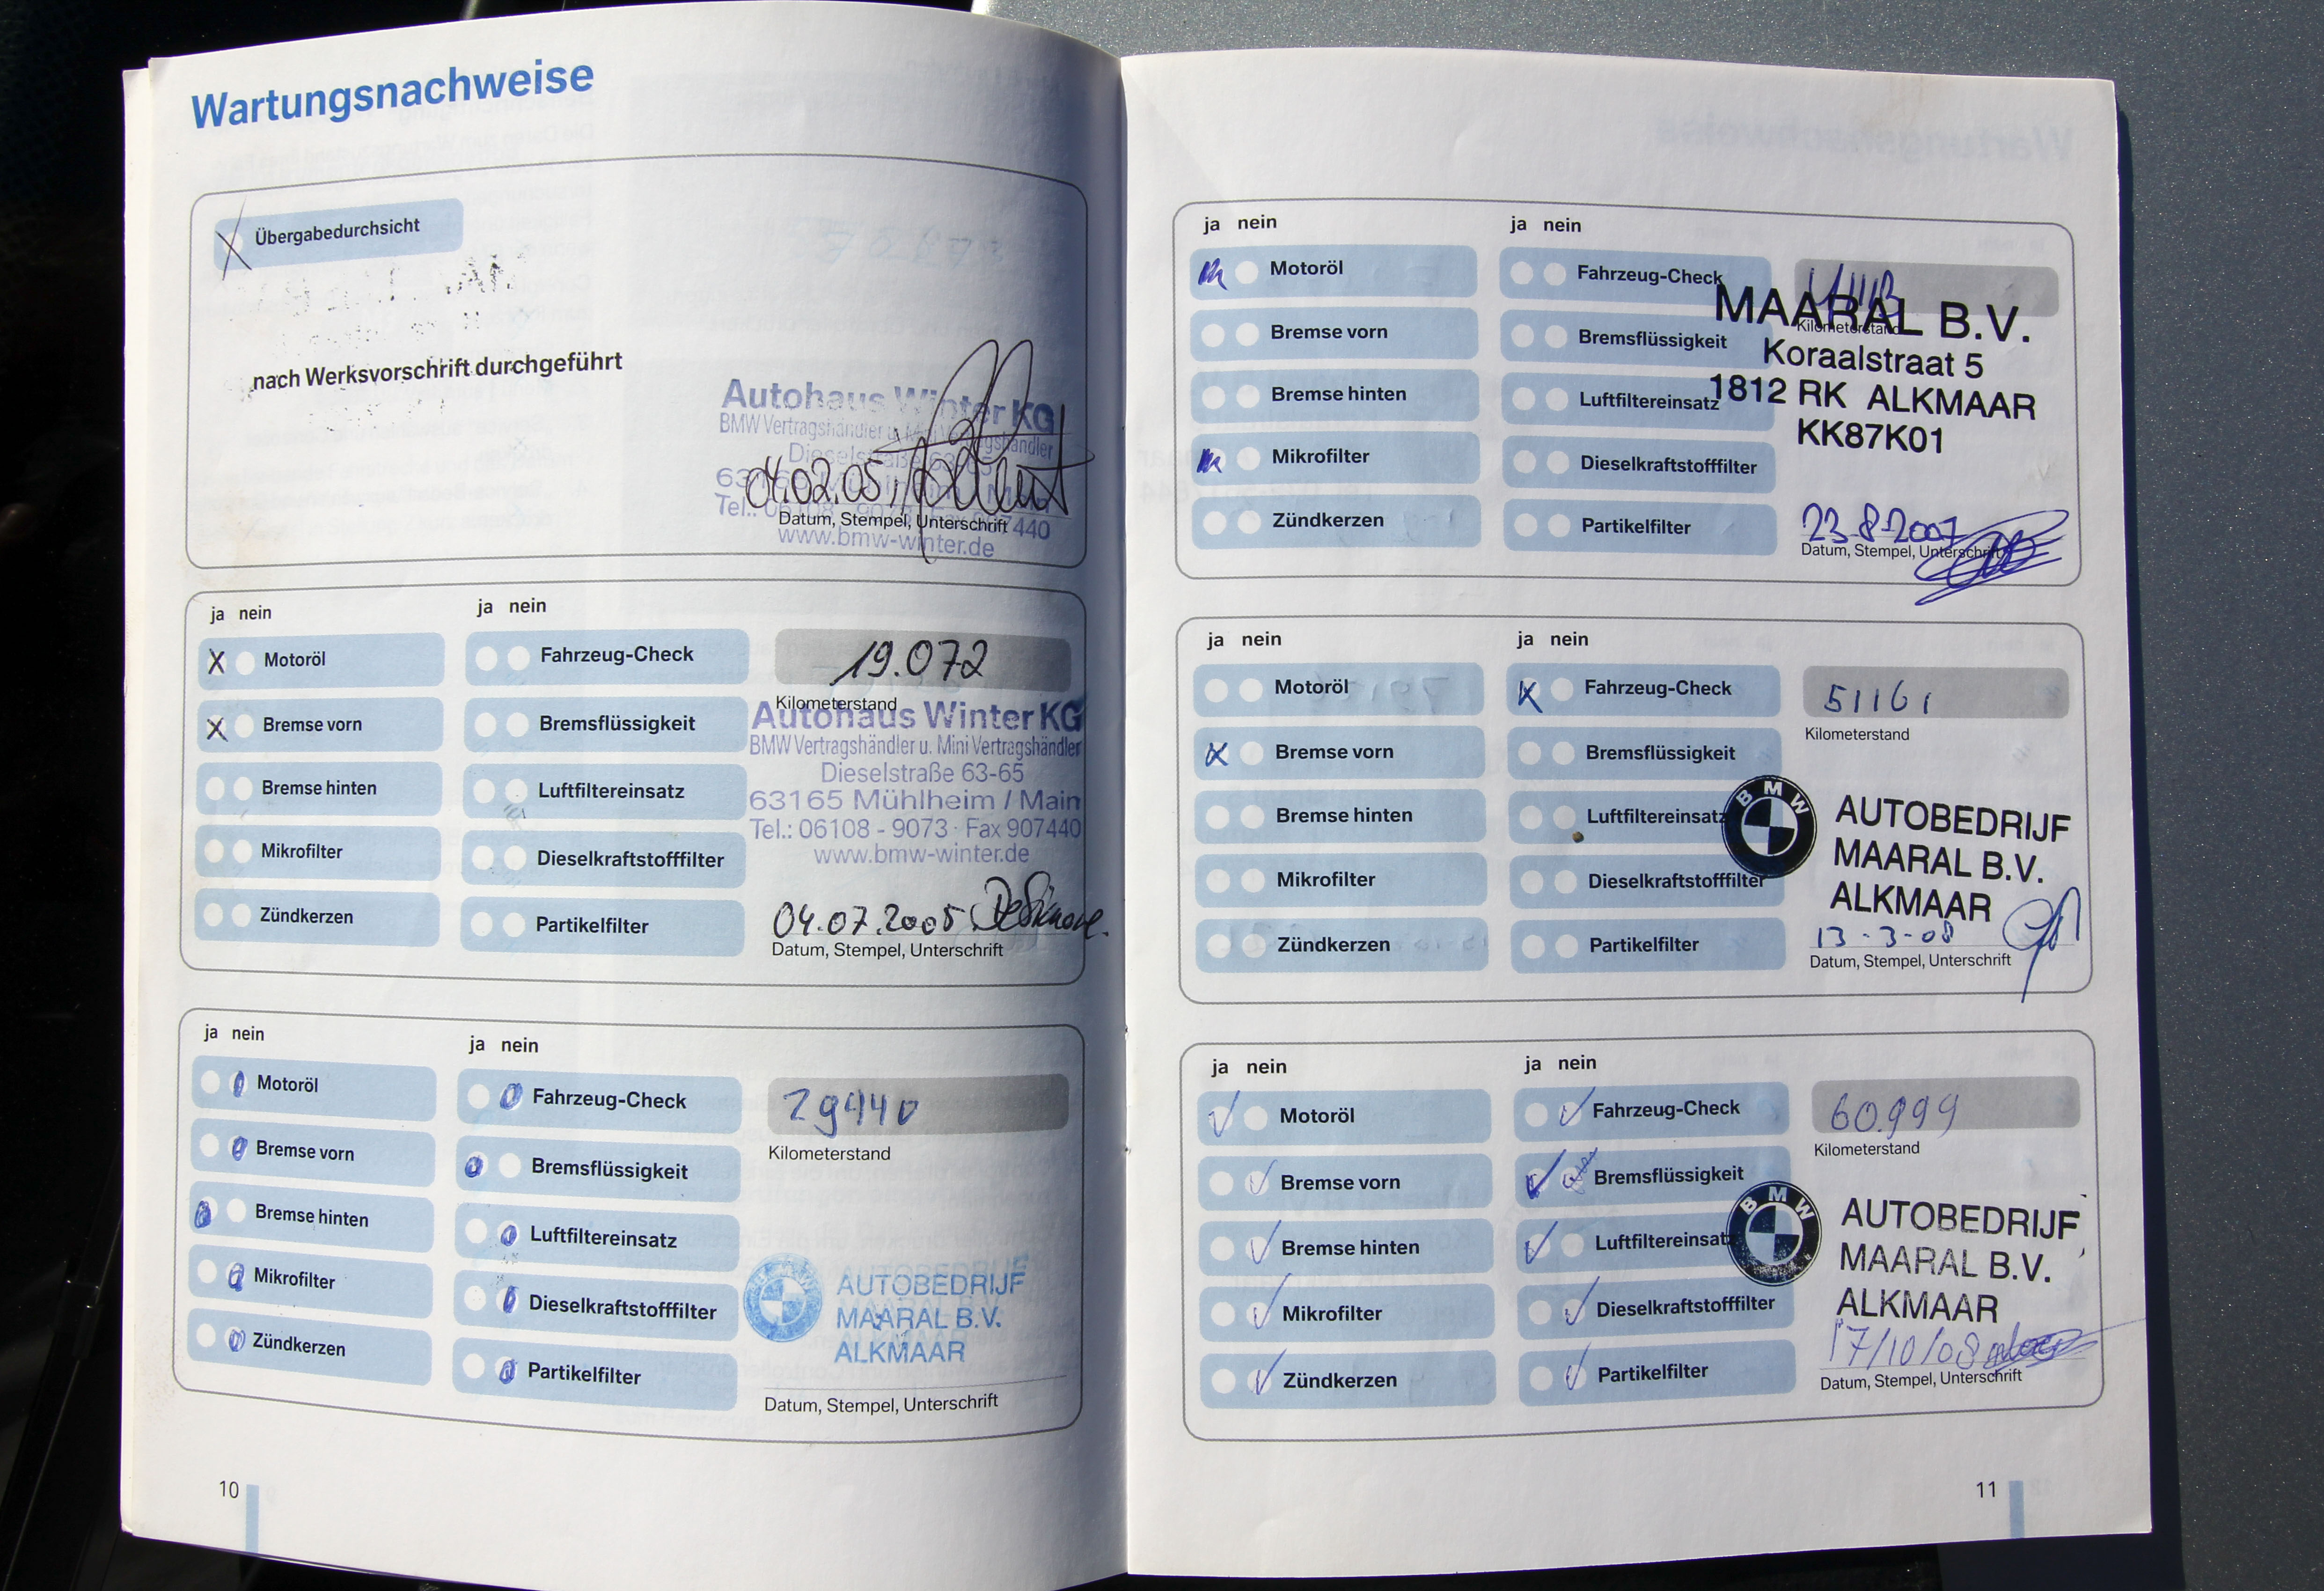 Wartungsnachweise
Übergabedurchsicht
nach Werksvorschrift durchgeführt
Autohaus Winter KG
BMW Vertragshändler u. Mini Vertragshändler
Dieselstraße 63-65
04.02.05
Datum, Stempel, Unterschrift
www.bmw-winter.de
ja nein ja nein
X Motoröl Fahrzeug-Check 19.072
Kilometerstand
X Bremse vorn Bremsflüssigkeit
Bremse hinten Luftfiltereinsatz
Mikrofilter Dieselkraftstofffilter
Zündkerzen Partikelfilter
Autohaus Winter KG
BMW Vertragshändler u. Mini Vertragshändler
Dieselstraße 63-65
63165 Mühlheim / Main
Tel.: 06108 - 9073 · Fax 907440
www.bmw-winter.de
04.07.2005
Datum, Stempel, Unterschrift
ja nein ja nein
Motoröl Fahrzeug-Check 29440
Kilometerstand
Bremse vorn Bremsflüssigkeit
Bremse hinten Luftfiltereinsatz
Mikrofilter Dieselkraftstofffilter
Zündkerzen Partikelfilter
BMW
AUTOBEDRIJF
MAARAL B.V.
ALKMAAR
Datum, Stempel, Unterschrift
10
ja nein ja nein
Motoröl Fahrzeug-Check
Kilometerstand
Bremse vorn Bremsflüssigkeit
Bremse hinten Luftfiltereinsatz
Mikrofilter Dieselkraftstofffilter
Zündkerzen Partikelfilter
MAARAL B.V.
Koraalstraat 5
1812 RK ALKMAAR
KK87K01
23-8-2007
Datum, Stempel, Unterschrift
ja nein ja nein
Motoröl X Fahrzeug-Check 51161
Kilometerstand
X Bremse vorn Bremsflüssigkeit
Bremse hinten Luftfiltereinsatz
Mikrofilter Dieselkraftstofffilter
Zündkerzen Partikelfilter
BMW
AUTOBEDRIJF
MAARAL B.V.
ALKMAAR
13-3-08
Datum, Stempel, Unterschrift
ja nein ja nein
Motoröl Fahrzeug-Check 60.999
Kilometerstand
Bremse vorn Bremsflüssigkeit
Bremse hinten Luftfiltereinsatz
Mikrofilter Dieselkraftstofffilter
Zündkerzen Partikelfilter
BMW
AUTOBEDRIJF
MAARAL B.V.
ALKMAAR
17/10/08
Datum, Stempel, Unterschrift
11